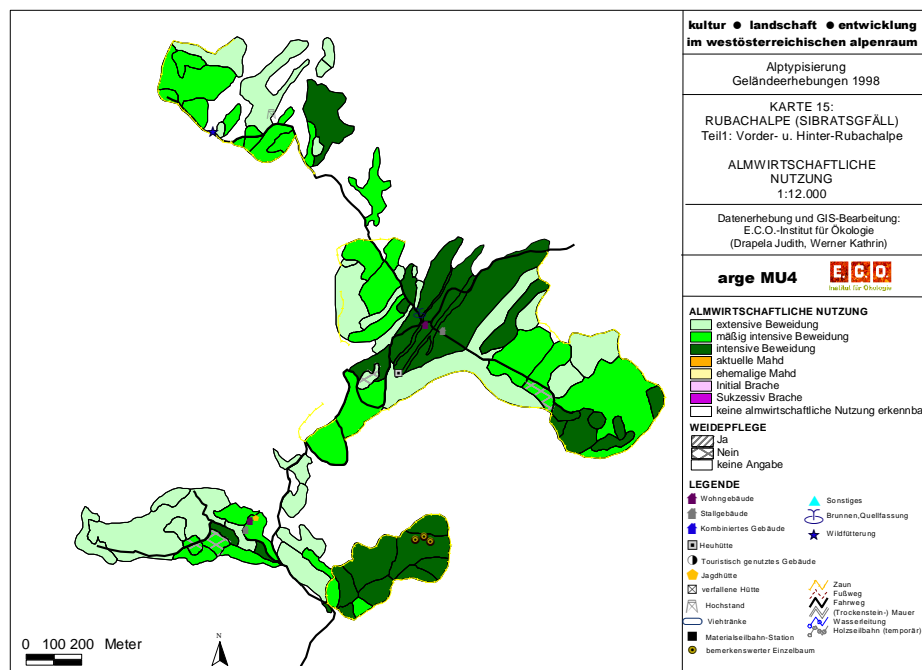 kultur ● landschaft ● entwicklung
im westösterreichischen alpenraum
Alptypisierung
Geländeerhebungen 1998
KARTE 15:
RUBACHALPE (SIBRATSGFÄLL)
Teil1: Vorder- u. Hinter-Rubachalpe
ALMWIRTSCHAFTLICHE
NUTZUNG
1:12.000
Datenerhebung und GIS-Bearbeitung:
E.C.O.-Institut für Ökologie
(Drapela Judith, Werner Kathrin)
arge MU4
E.C.O.
Institut für Ökologie
ALMWIRTSCHAFTLICHE NUTZUNG
extensive Beweidung
mäßig intensive Beweidung
intensive Beweidung
aktuelle Mahd
ehemalige Mahd
Initial Brache
Sukzessiv Brache
keine almwirtschaftliche Nutzung erkennba
WEIDEPFLEGE
Ja
Nein
keine Angabe
LEGENDE
Wohngebäude
Stallgebäude
Kombiniertes Gebäude
Heuhütte
Touristisch genutztes Gebäude
Jagdhütte
verfallene Hütte
Hochstand
Viehtränke
Materialseilbahn-Station
bemerkenswerter Einzelbaum
Sonstiges
Brunnen,Quellfassung
Wildfütterung
Zaun
Fußweg
Fahrweg
(Trockenstein-) Mauer
Wasserleitung
Holzseilbahn (temporär)
0 100 200 Meter
N